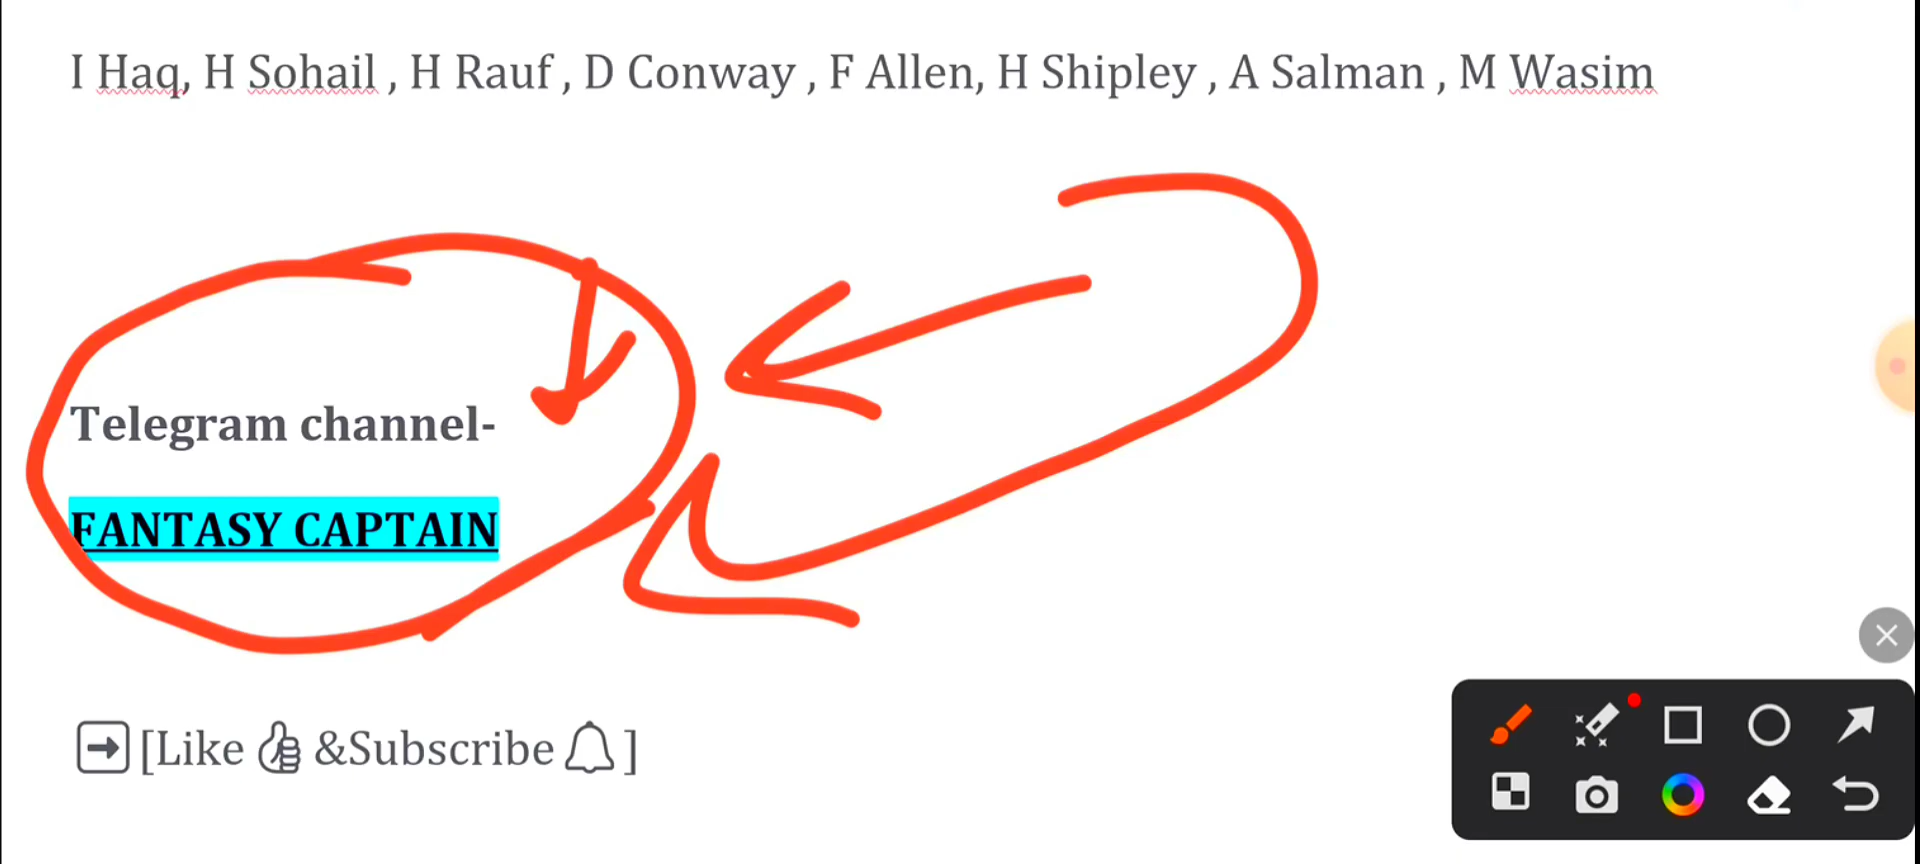 I Haq, H Sohail , H Rauf , D Conway , F Allen, H Shipley , A Salman , M Wasim
Telegram channel-
FANTASY CAPTAIN
[Like &Subscribe ]